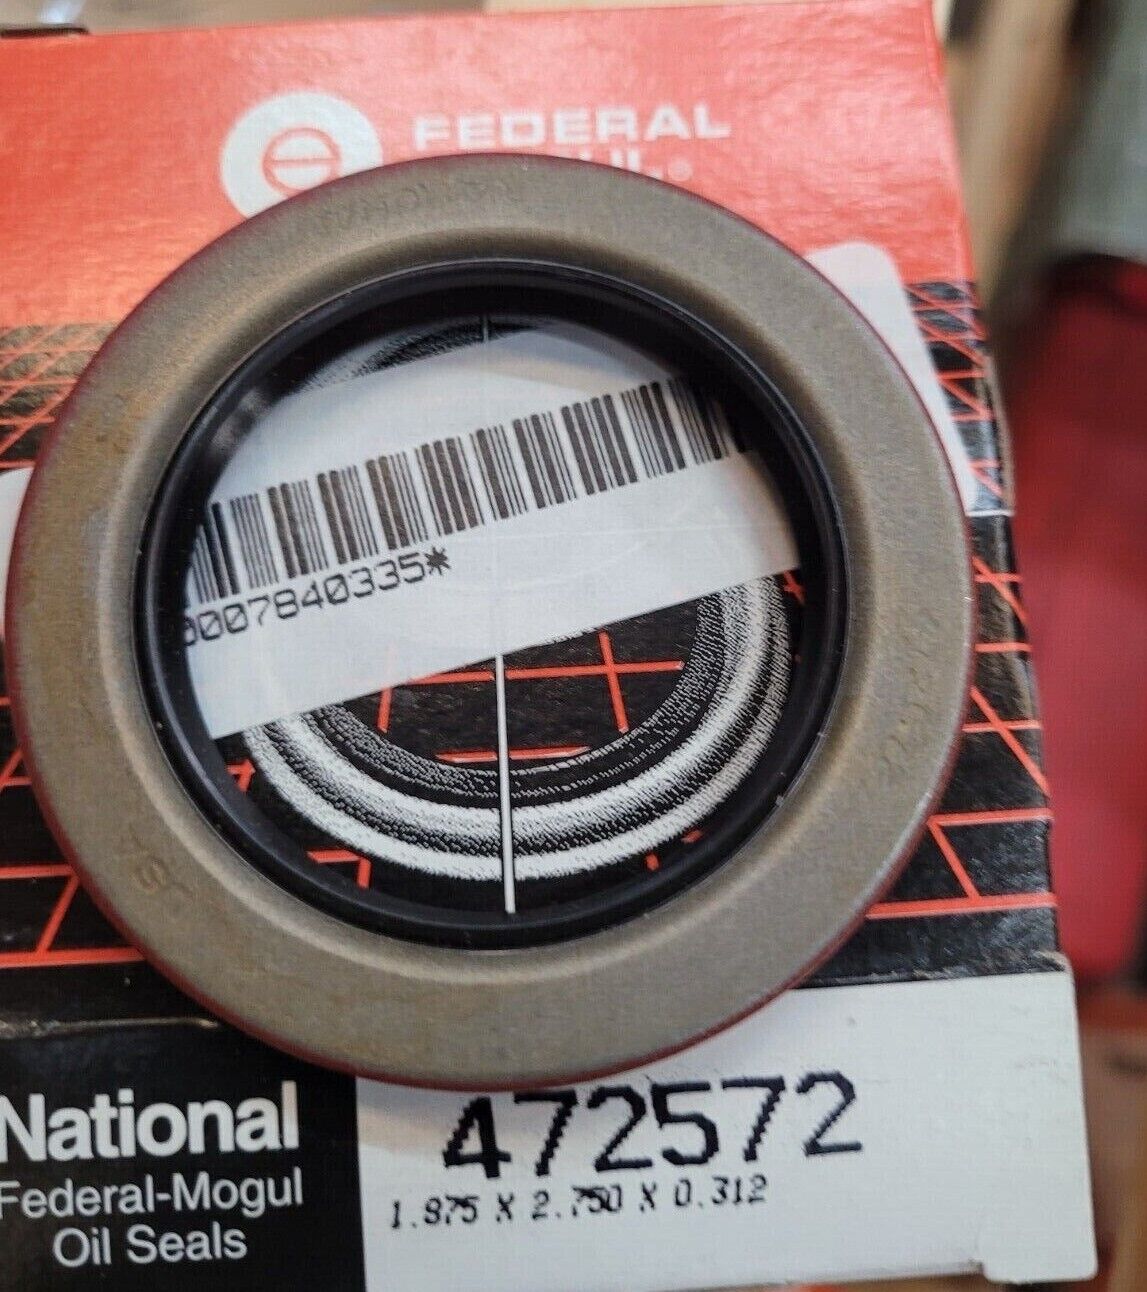 FEDERAL
0007840335*
National
Federal-Mogul
Oil Seals
472572
1.875 X 2.750 X 0.312